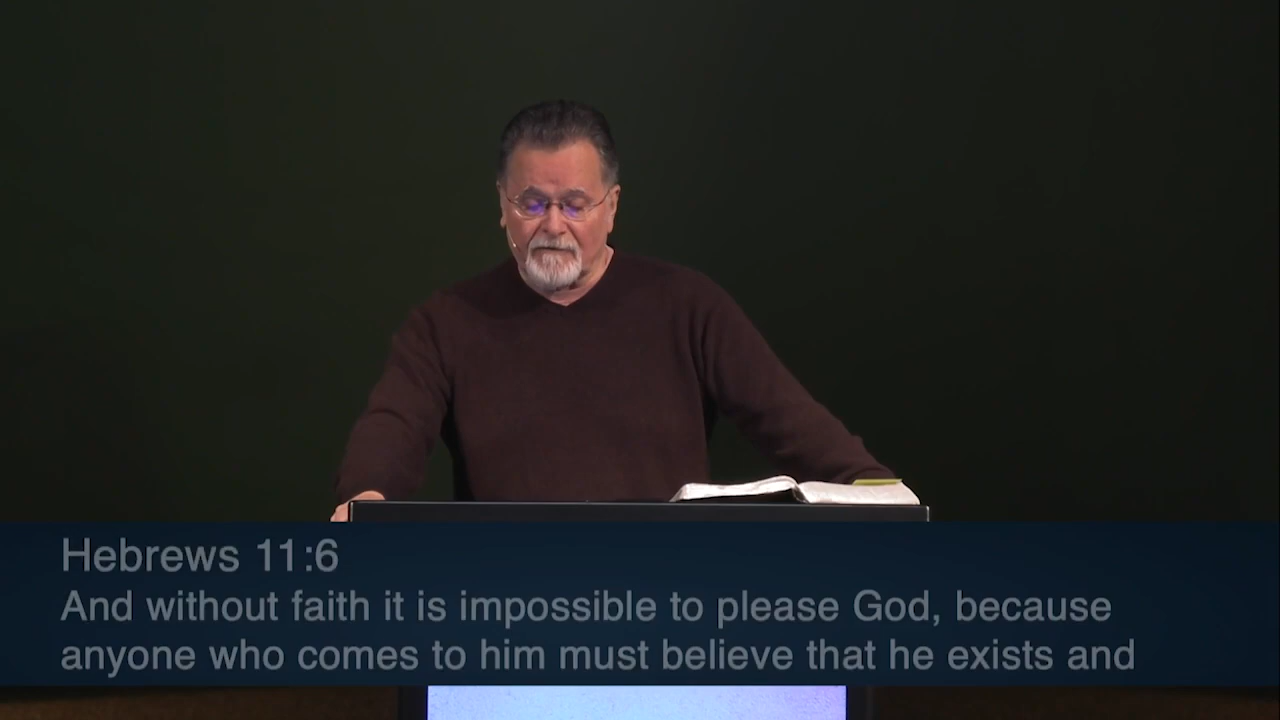 Hebrews 11:6
And without faith it is impossible to please God, because
anyone who comes to him must believe that he exists and